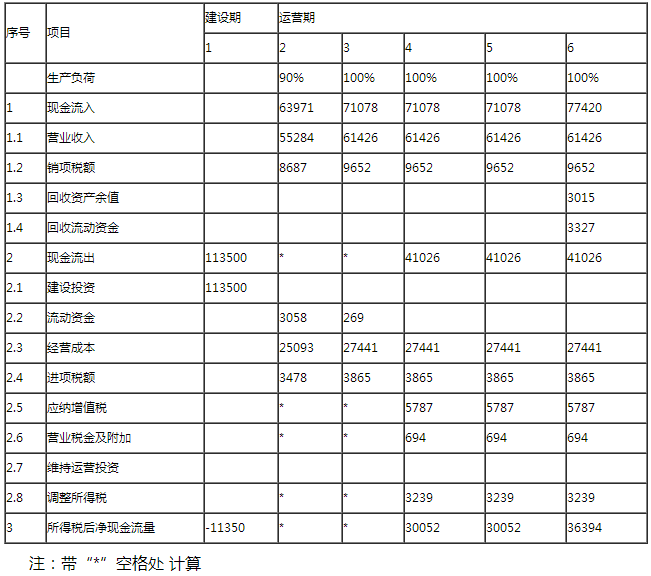 序号 项目 建设期 运营期
1 2 3 4 5 6
生产负荷 90% 100% 100% 100% 100%
1 现金流入 63971 71078 71078 71078 77420
1.1 营业收入 55284 61426 61426 61426 61426
1.2 销项税额 8687 9652 9652 9652 9652
1.3 回收资产余值 3015
1.4 回收流动资金 3327
2 现金流出 113500 * * 41026 41026 41026
2.1 建设投资 113500
2.2 流动资金 3058 269
2.3 经营成本 25093 27441 27441 27441 27441
2.4 进项税额 3478 3865 3865 3865 3865
2.5 应纳增值税 * * 5787 5787 5787
2.6 营业税金及附加 * * 694 694 694
2.7 维持运营投资
2.8 调整所得税 * * 3239 3239 3239
3 所得税后净现金流量 -11350 * * 30052 30052 36394
注：带“*”空格处 计算